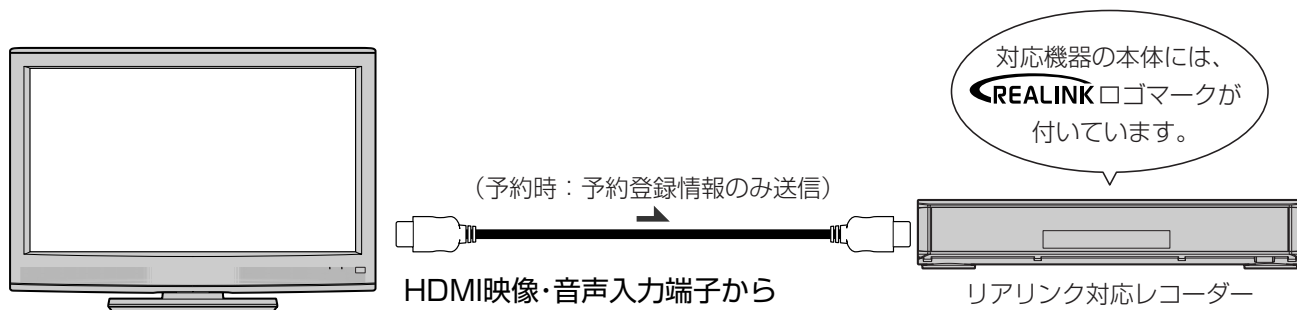 対応機器の本体には、
REALINKロゴマークが
付いています。
（予約時：予約登録情報のみ送信）
HDMI映像・音声入力端子から
リアリンク対応レコーダー